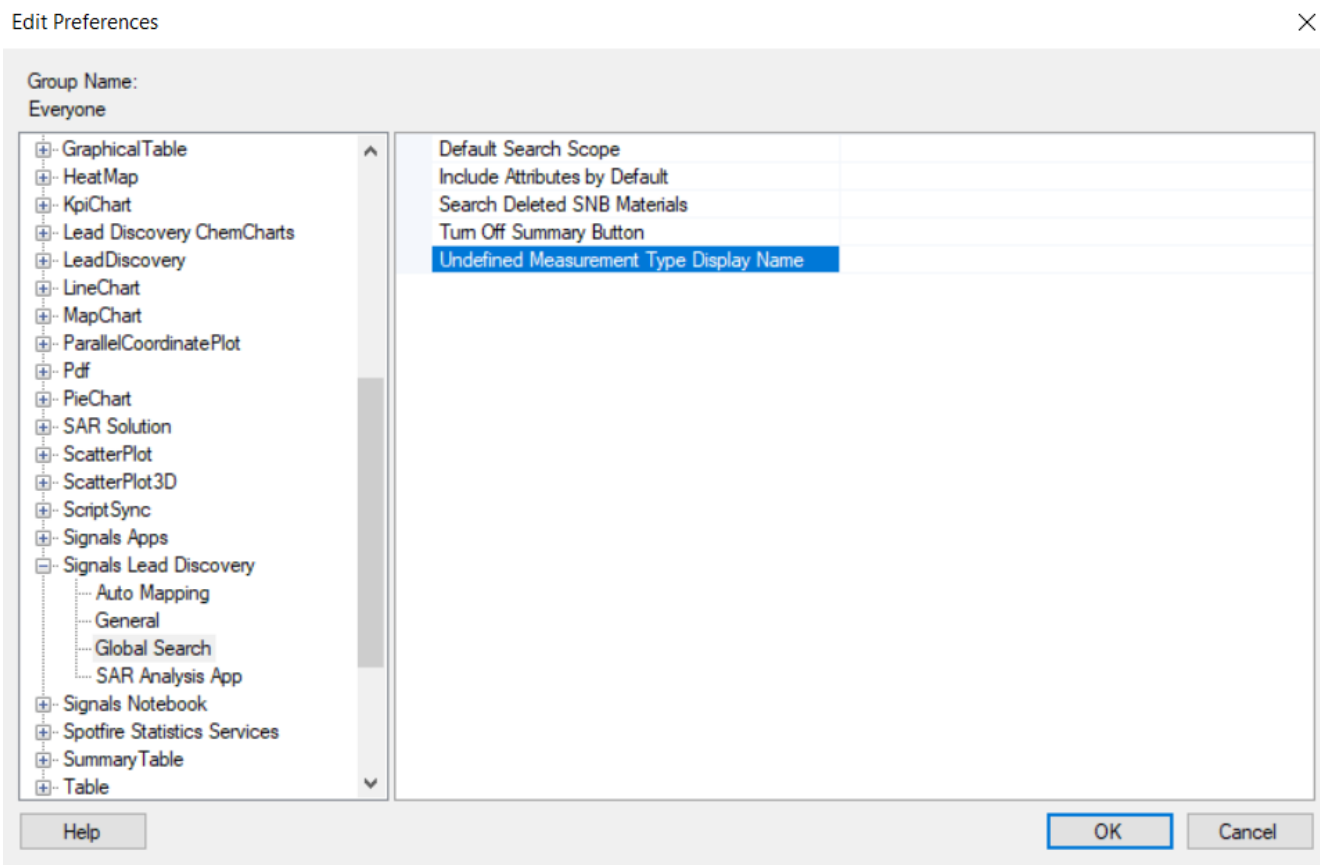 Edit Preferences
Group Name:
Everyone
GraphicalTable
HeatMap
KpiChart
Lead Discovery ChemCharts
LeadDiscovery
LineChart
MapChart
ParallelCoordinatePlot
Pdf
PieChart
SAR Solution
ScatterPlot
ScatterPlot3D
ScriptSync
Signals Apps
Signals Lead Discovery
Auto Mapping
General
Global Search
SAR Analysis App
Signals Notebook
Spotfire Statistics Services
SummaryTable
Table
Default Search Scope
Include Attributes by Default
Search Deleted SNB Materials
Turn Off Summary Button
Undefined Measurement Type Display Name
Help
OK
Cancel